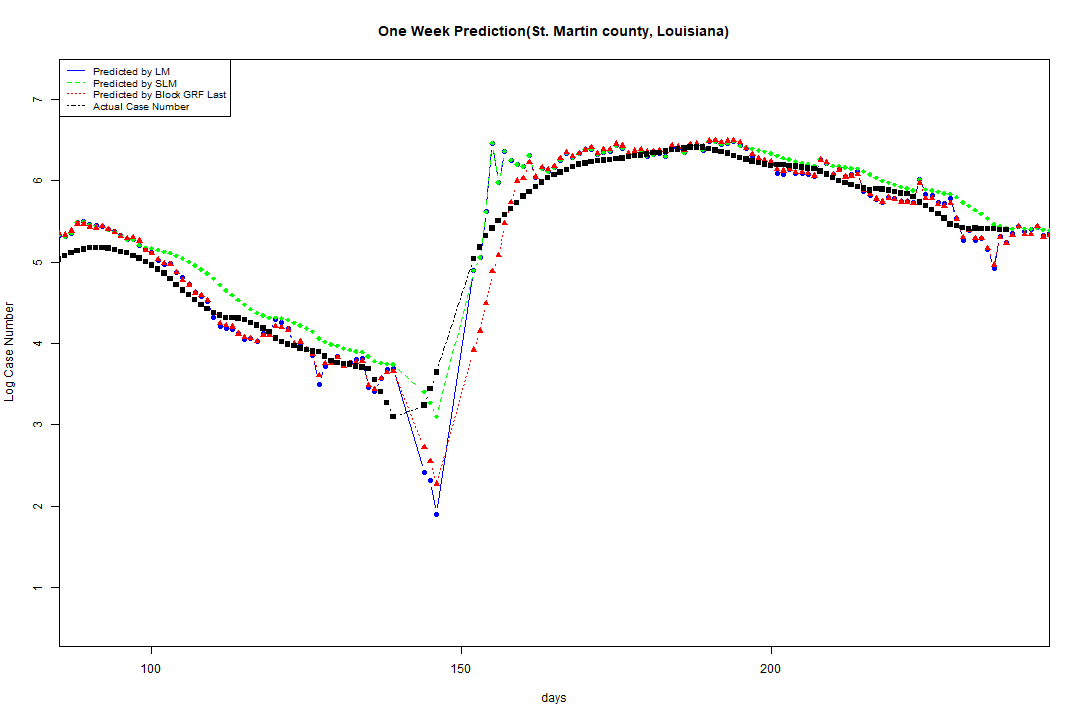 One Week Prediction(St. Martin county, Louisiana)
Predicted by LM
Predicted by SLM
Predicted by Block GRF Last
Actual Case Number
7
6
5
4
3
2
1
Log Case Number
100 150 200
days